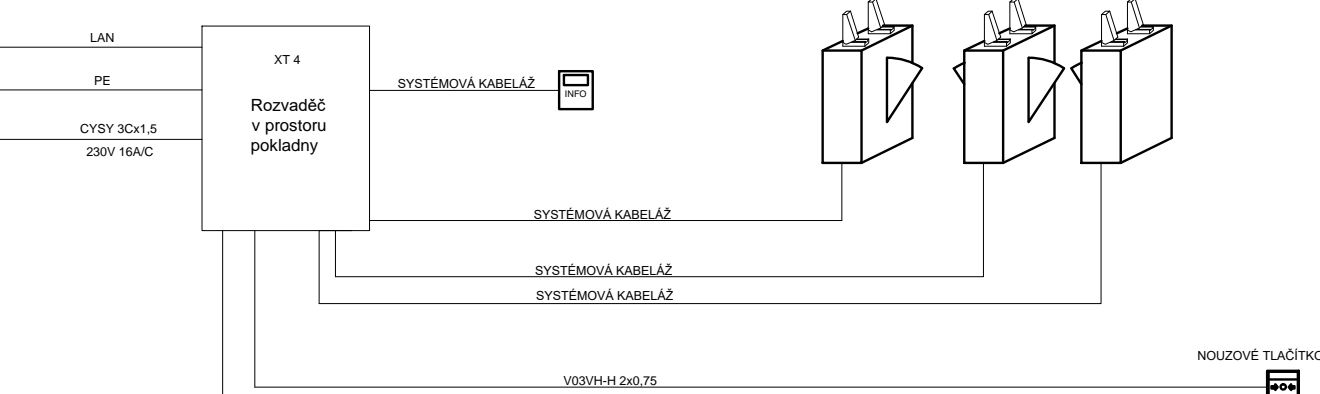 LAN
PE
CYSY 3Cx1,5
230V 16A/C
XT 4
Rozvaděč
v prostoru
pokladny
SYSTÉMOVÁ KABELÁŽ
INFO
SYSTÉMOVÁ KABELÁŽ
SYSTÉMOVÁ KABELÁŽ
SYSTÉMOVÁ KABELÁŽ
NOUZOVÉ TLAČÍTKO
V03VH-H 2x0,75